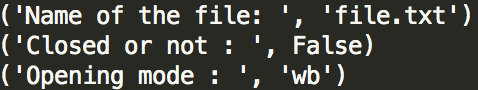 ('Name of the file: ', 'file.txt')
('Closed or not : ', False)
('Opening mode : ', 'wb')